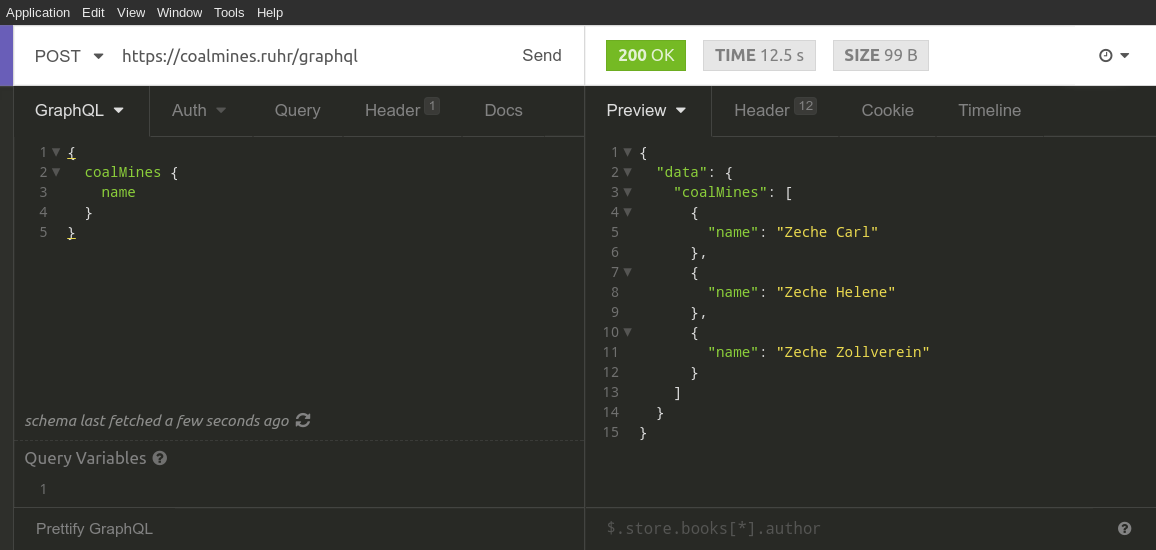 Application Edit View Window Tools Help
POST https://coalmines.ruhr/graphql Send
200 OK TIME 12.5 s SIZE 99 B
GraphQL Auth Query Header 1 Docs
Preview Header 12 Cookie Timeline
1 {
2 coalMines {
3 name
4 }
5 }
schema last fetched a few seconds ago
Query Variables ?
1
Prettify GraphQL
1 {
2 "data": {
3 "coalMines": [
4 {
5 "name": "Zeche Carl"
6 },
7 {
8 "name": "Zeche Helene"
9 },
10 {
11 "name": "Zeche Zollverein"
12 }
13 ]
14 }
15 }
$.store.books[*].author ?